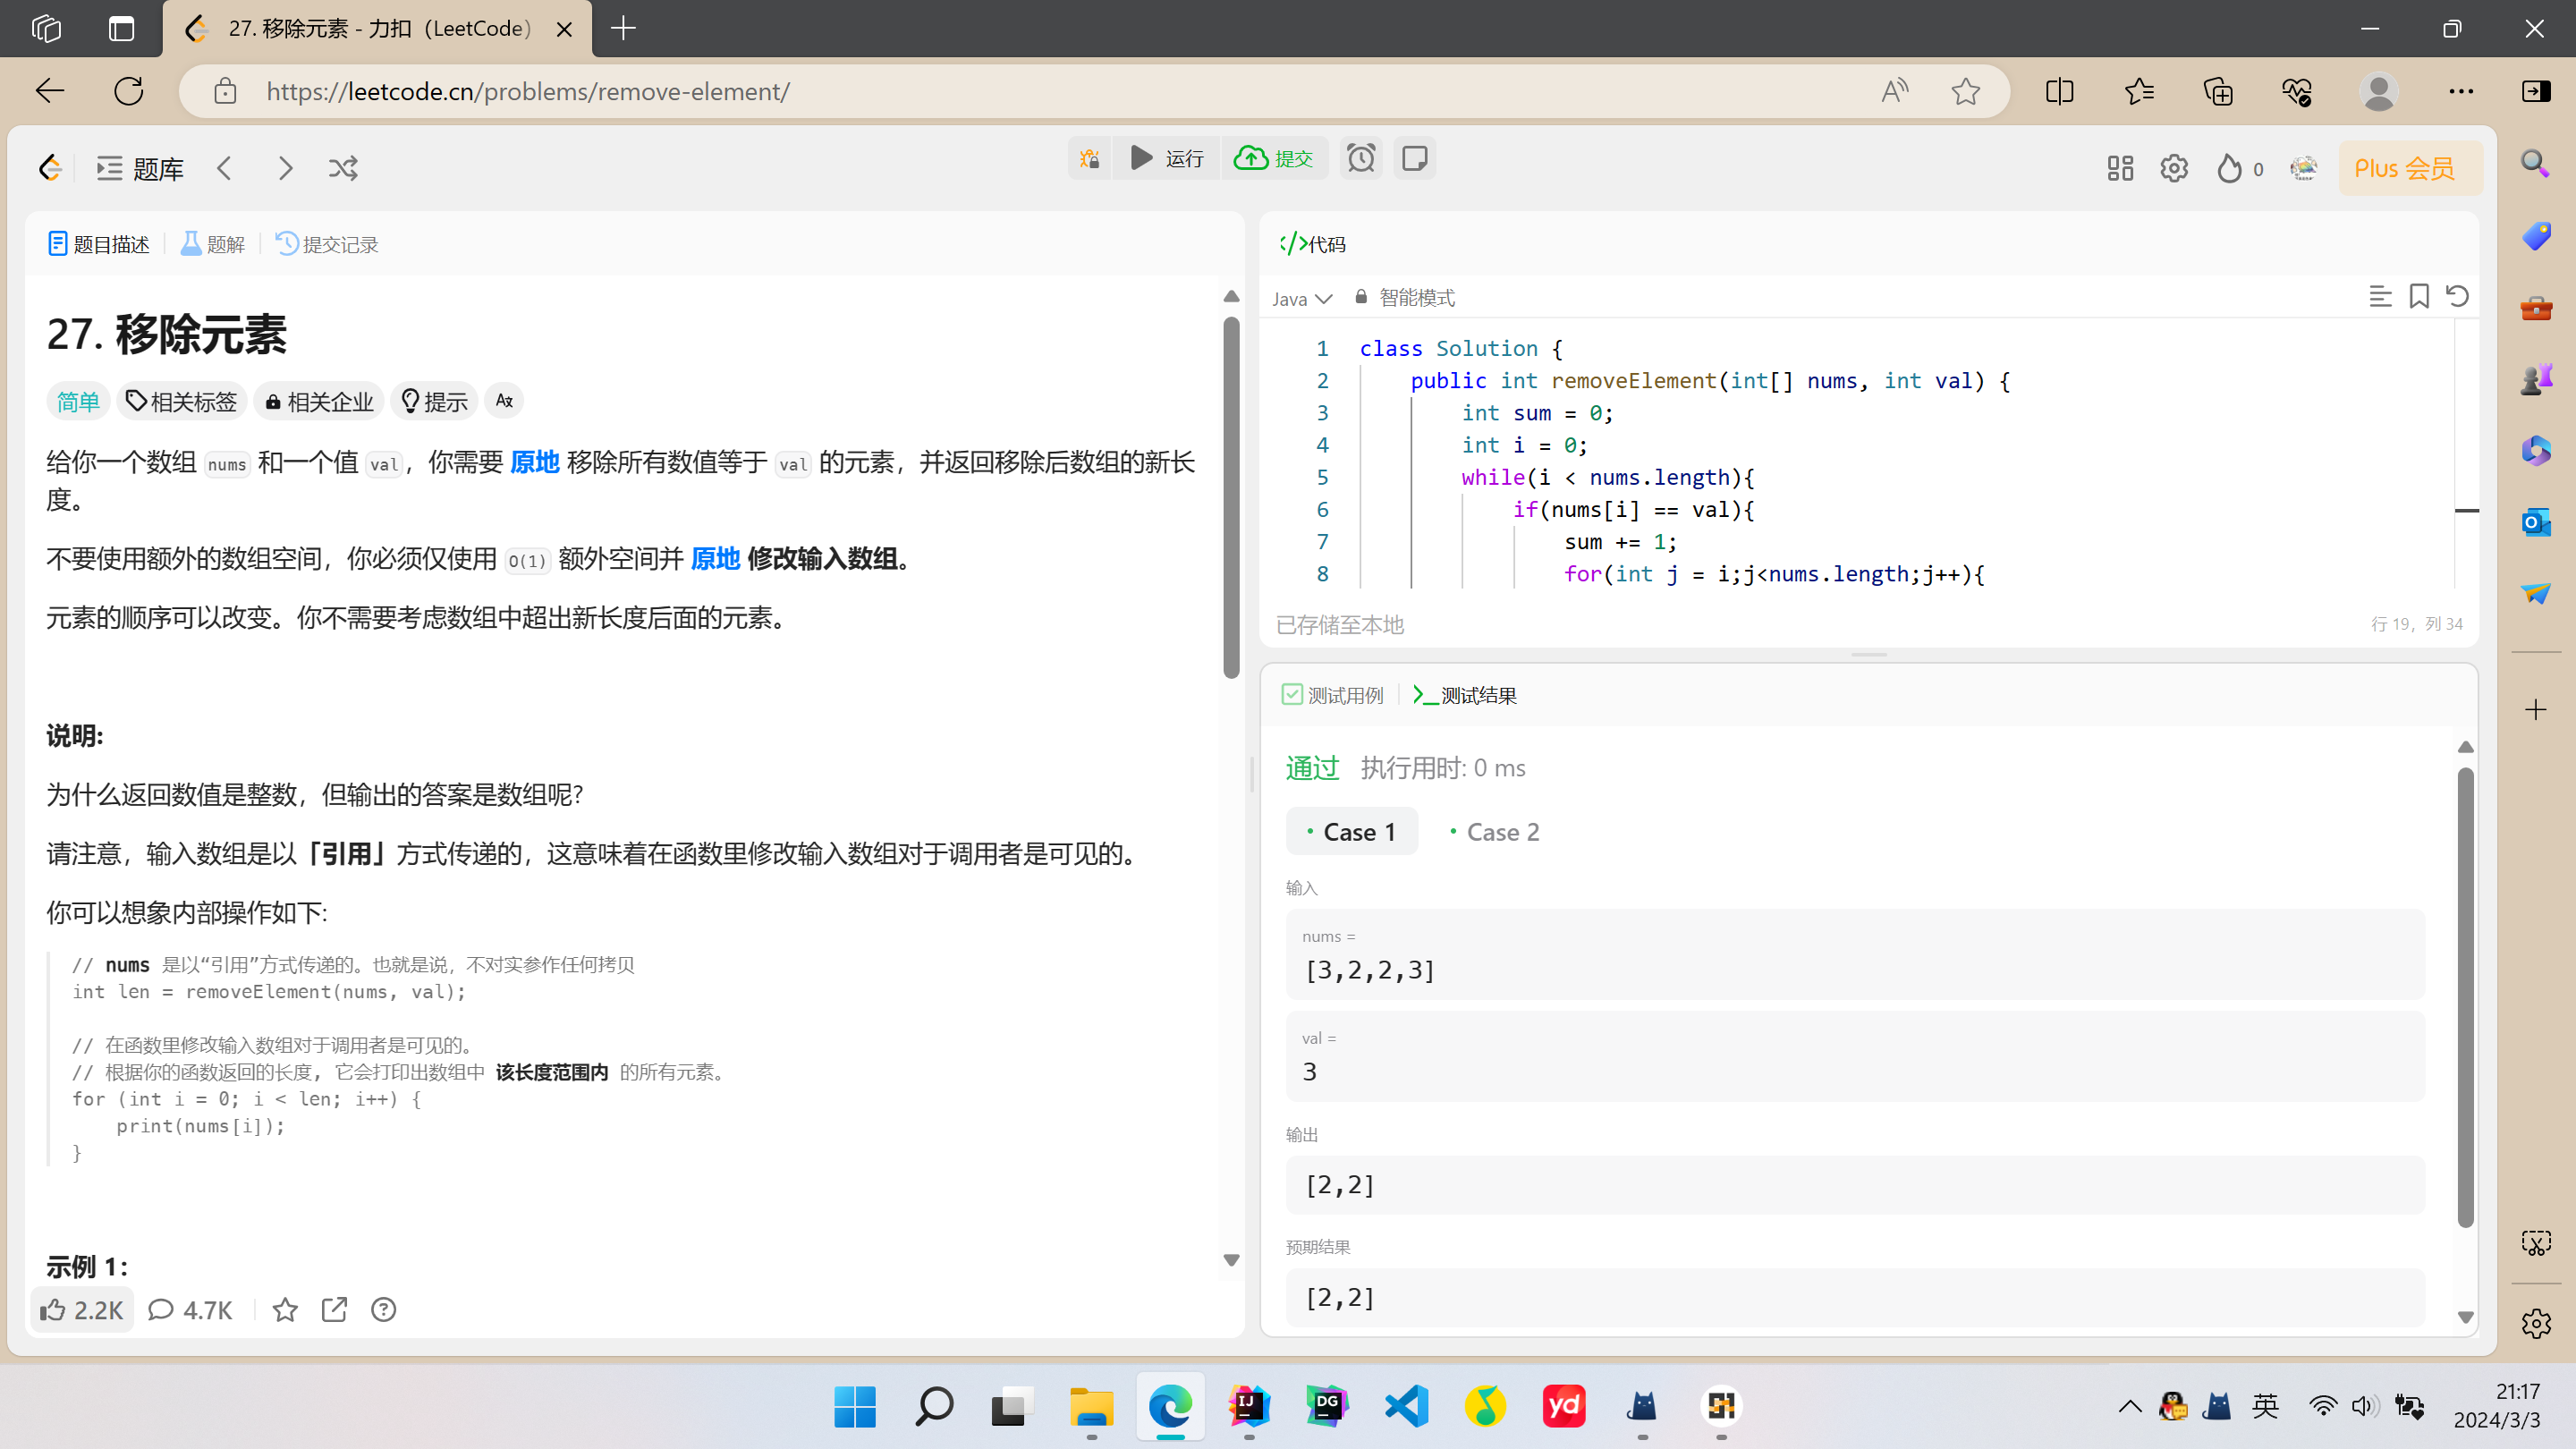 27. 移除元素 - 力扣（LeetCode）
https://leetcode.cn/problems/remove-element/
题库
运行
提交
0
Plus 会员
题目描述
题解
提交记录
27. 移除元素
简单
相关标签
相关企业
提示
给你一个数组 nums 和一个值 val，你需要 原地 移除所有数值等于 val 的元素，并返回移除后数组的新长
度。
不要使用额外的数组空间，你必须仅使用 O(1) 额外空间并 原地 修改输入数组。
元素的顺序可以改变。你不需要考虑数组中超出新长度后面的元素。
说明:
为什么返回数值是整数，但输出的答案是数组呢?
请注意，输入数组是以「引用」方式传递的，这意味着在函数里修改输入数组对于调用者是可见的。
你可以想象内部操作如下:
// nums 是以“引用”方式传递的。也就是说，不对实参作任何拷贝
int len = removeElement(nums, val);
// 在函数里修改输入数组对于调用者是可见的。
// 根据你的函数返回的长度, 它会打印出数组中 该长度范围内 的所有元素。
for (int i = 0; i < len; i++) {
    print(nums[i]);
}
示例 1：
2.2K
4.7K
代码
Java
智能模式
1 class Solution {
2     public int removeElement(int[] nums, int val) {
3         int sum = 0;
4         int i = 0;
5         while(i < nums.length){
6             if(nums[i] == val){
7                 sum += 1;
8                 for(int j = i;j<nums.length;j++){
已存储至本地
行 19，列 34
测试用例
测试结果
通过
执行用时: 0 ms
Case 1
Case 2
输入
nums =
[3,2,2,3]
val =
3
输出
[2,2]
预期结果
[2,2]
IJ
DG
yd
英
21:17
2024/3/3